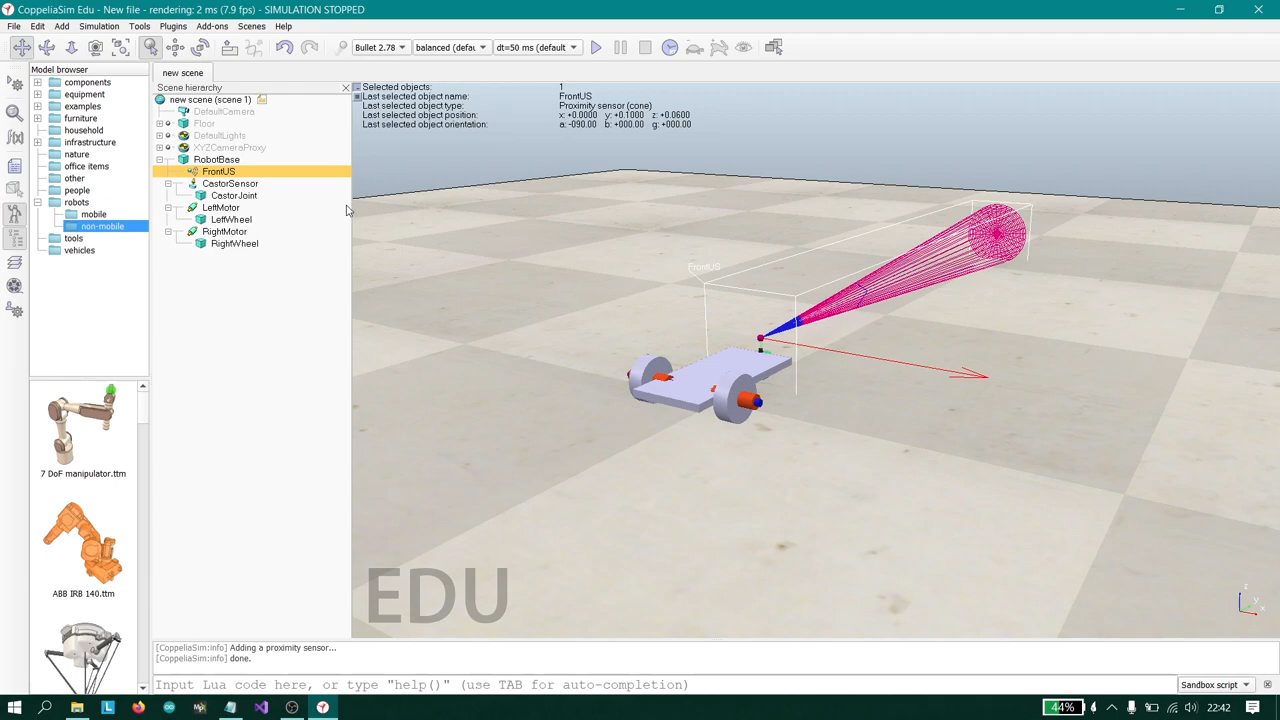 CoppeliaSim Edu - New file - rendering: 2 ms (7.9 fps) - SIMULATION STOPPED
File Edit Add Simulation Tools Plugins Add-ons Scenes Help
Bullet 2.78 balanced (defau dt=50 ms (default
Model browser
components
equipment
examples
furniture
household
infrastructure
nature
office items
other
people
robots
mobile
non-mobile
tools
vehicles
7 DoF manipulator.ttm
ABB IRB 140.ttm
new scene
Scene hierarchy
new scene (scene 1)
DefaultCamera
Floor
DefaultLights
XYZCameraProxy
RobotBase
FrontUS
CastorSensor
CastorJoint
LeftMotor
LeftWheel
RightMotor
RightWheel
Selected objects: 1
Last selected object name: FrontUS
Last selected object type: Proximity sensor (cone)
Last selected object position: x: +0.0000 y: +0.1000 z: +0.0600
Last selected object orientation: a: -090.00 b: +000.00 g: +000.00
FrontUS
EDU
z
y
x
[CoppeliaSim:info] Adding a proximity sensor...
[CoppeliaSim:info] done.
Input Lua code here, or type "help()" (use TAB for auto-completion)
Sandbox script
44%
22:42